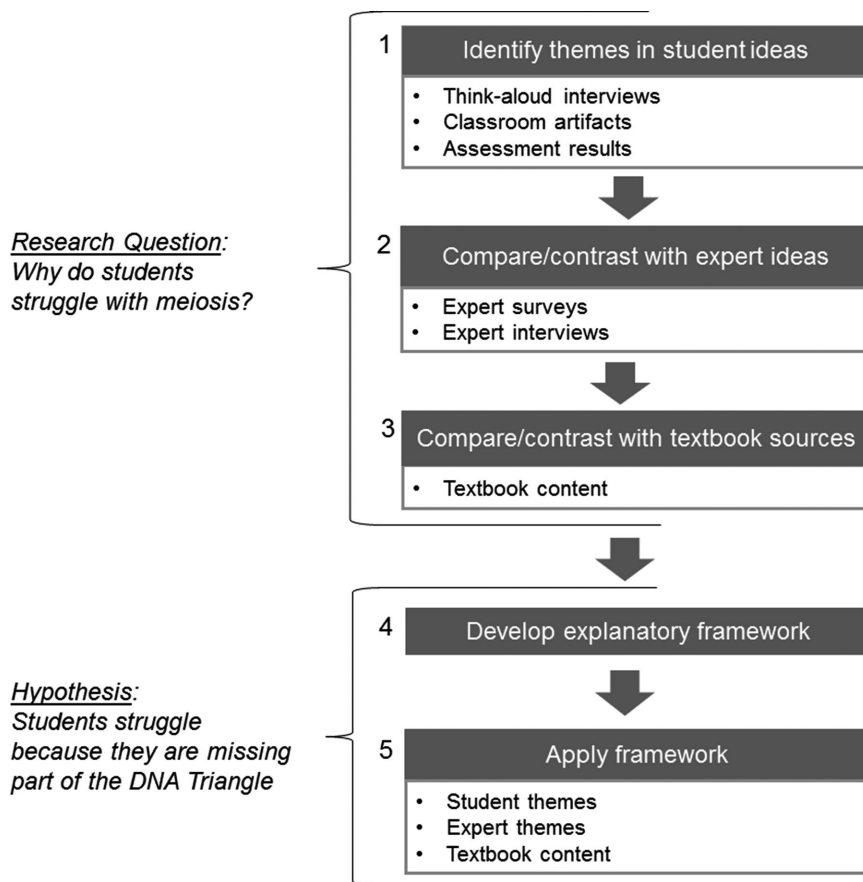 1 Identify themes in student ideas
• Think-aloud interviews
• Classroom artifacts
• Assessment results
Research Question:
Why do students
struggle with meiosis?
2 Compare/contrast with expert ideas
• Expert surveys
• Expert interviews
3 Compare/contrast with textbook sources
• Textbook content
4 Develop explanatory framework
Hypothesis:
Students struggle
because they are missing
part of the DNA Triangle
5 Apply framework
• Student themes
• Expert themes
• Textbook content